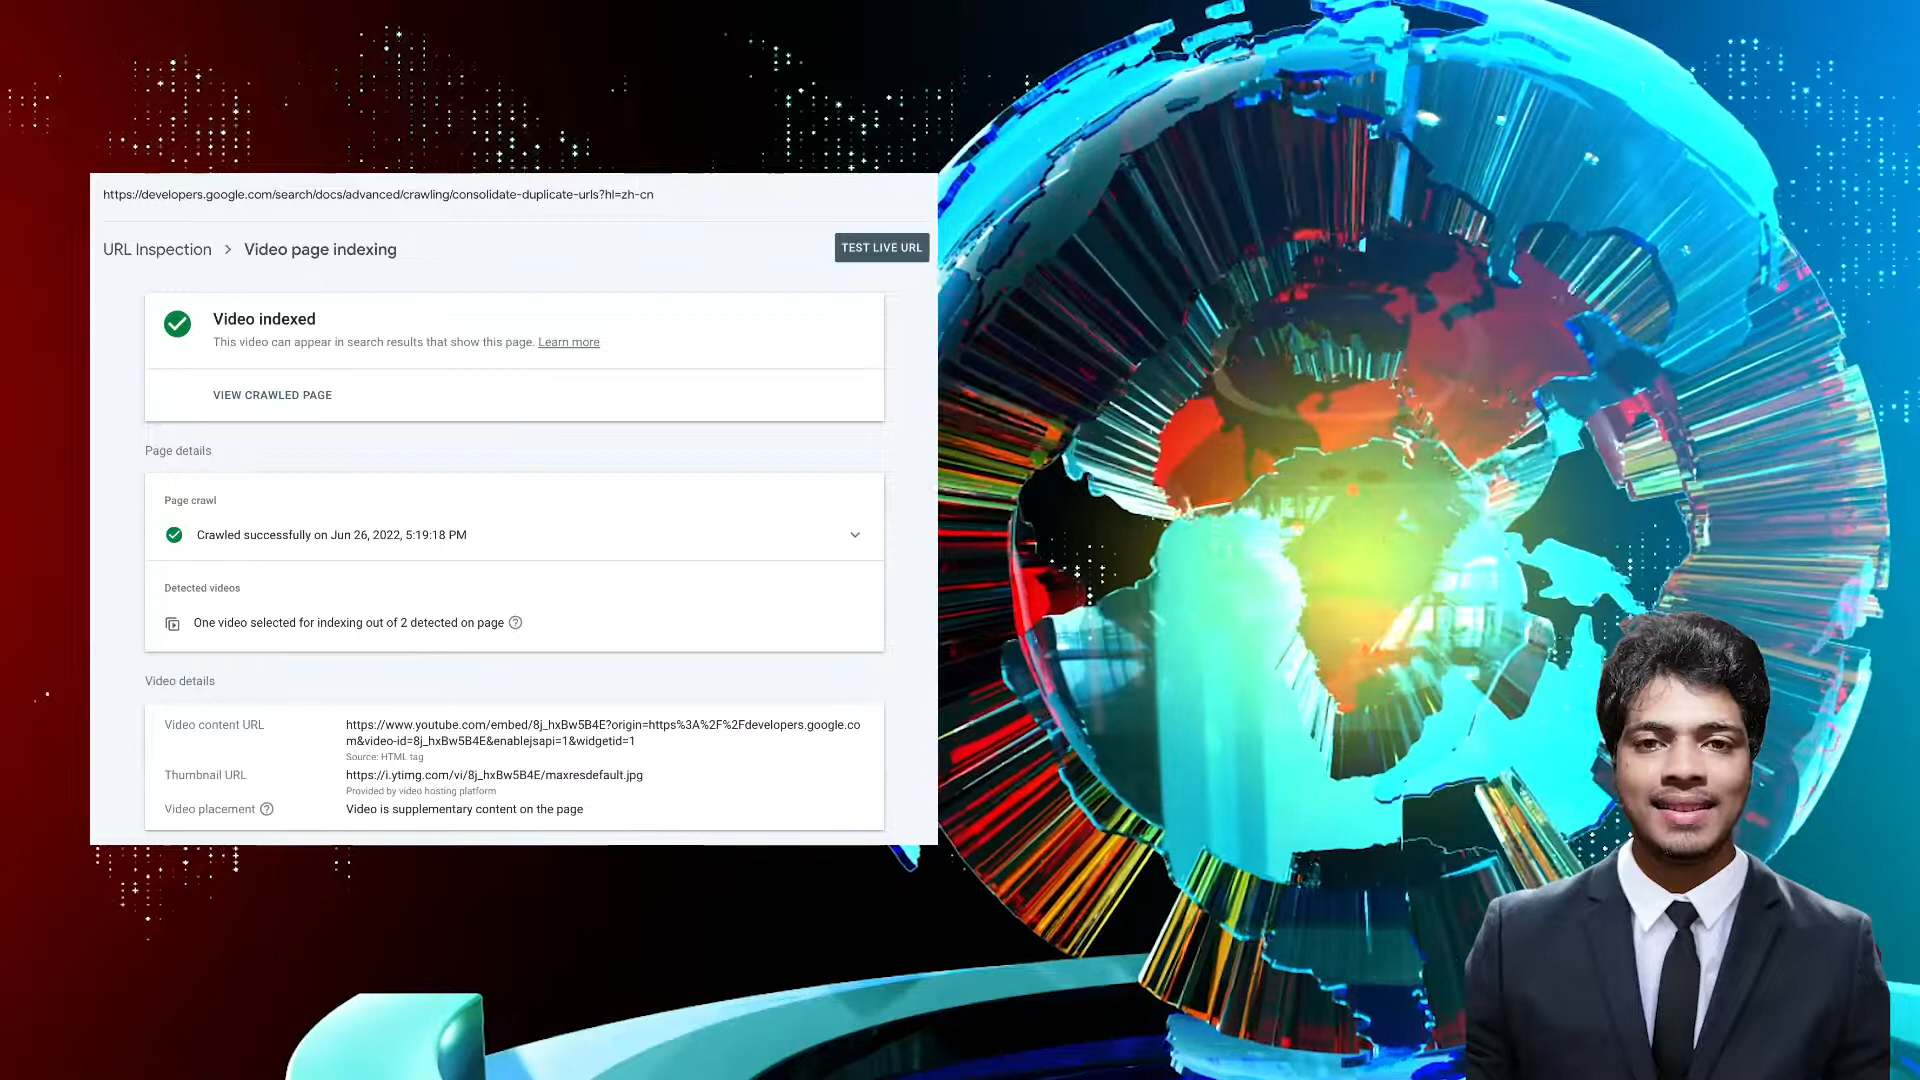 https://developers.google.com/search/docs/advanced/crawling/consolidate-duplicate-urls?hl=zh-cn
URL Inspection > Video page indexing
TEST LIVE URL
Video indexed
This video can appear in search results that show this page. Learn more
VIEW CRAWLED PAGE
Page details
Page crawl
Crawled successfully on Jun 26, 2022, 5:19:18 PM
Detected videos
One video selected for indexing out of 2 detected on page
Video details
Video content URL
https://www.youtube.com/embed/8j_hxBw5B4E?origin=https%3A%2F%2Fdevelopers.google.co
m&video-id=8j_hxBw5B4E&enablejsapi=1&widgetid=1
Source: HTML tag
Thumbnail URL
https://i.ytimg.com/vi/8j_hxBw5B4E/maxresdefault.jpg
Provided by video hosting platform
Video placement
Video is supplementary content on the page